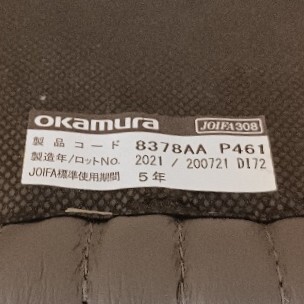 okamura JOIFA308
製品コード 8378AA P461
製造年/ロットNo. 2021 / 200721 D172
JOIFA標準使用期間 5年